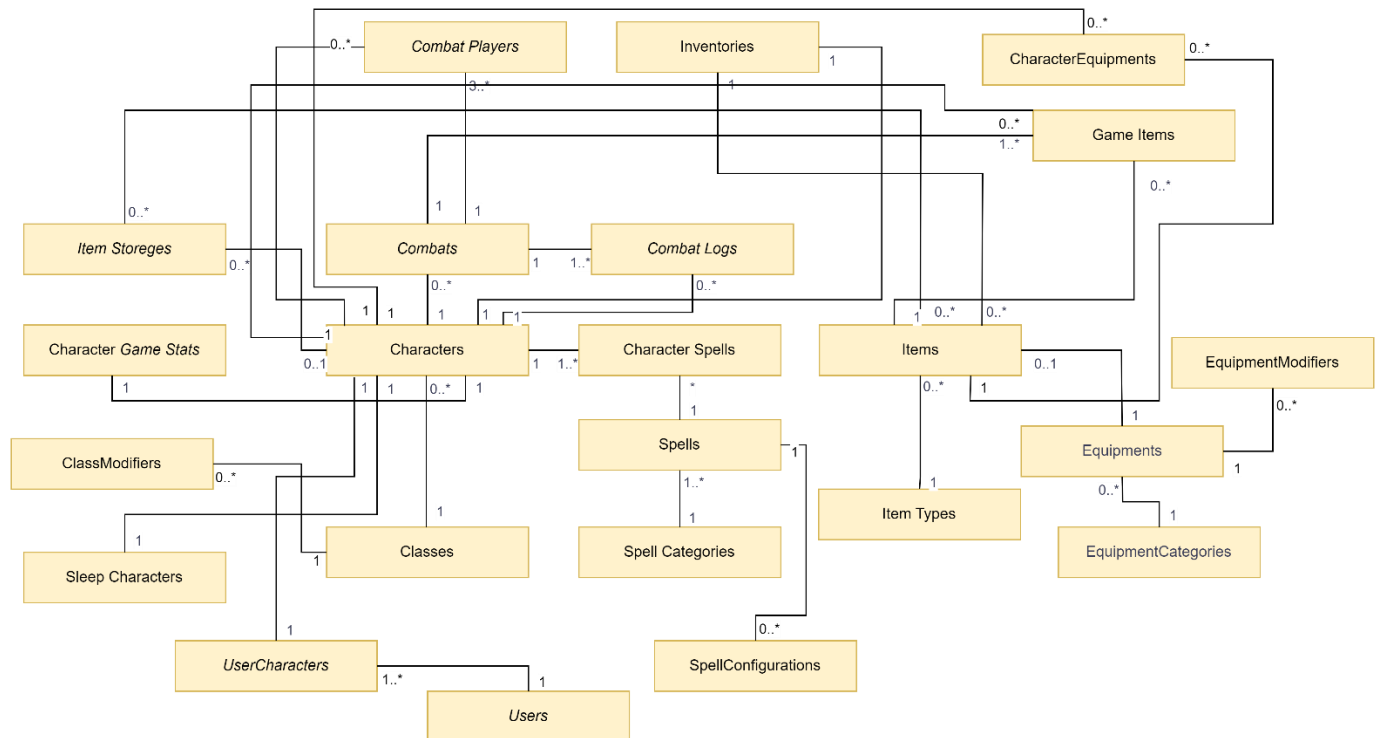 0..*
0..*
Combat Players
Inventories
1
0..*
CharacterEquipments
3..*
1
0..*
1..*
Game Items
0..*
0..*
1
1
Item Storeges
0..*
Combats
1
1..*
Combat Logs
0..*
0..*
1
1
1
1
1
1
0..*
0..*
1
Character Game Stats
0..1
Characters
1
1..*
Character Spells
Items
0..1
EquipmentModifiers
1
1
1
0..*
1
*
0..*
1
0..*
1
1
ClassModifiers
0..*
Spells
1
Equipments
1
1..*
1
0..*
Item Types
1
1
1
Sleep Characters
1
Classes
Spell Categories
EquipmentCategories
1
0..*
UserCharacters
1..*
1
SpellConfigurations
Users